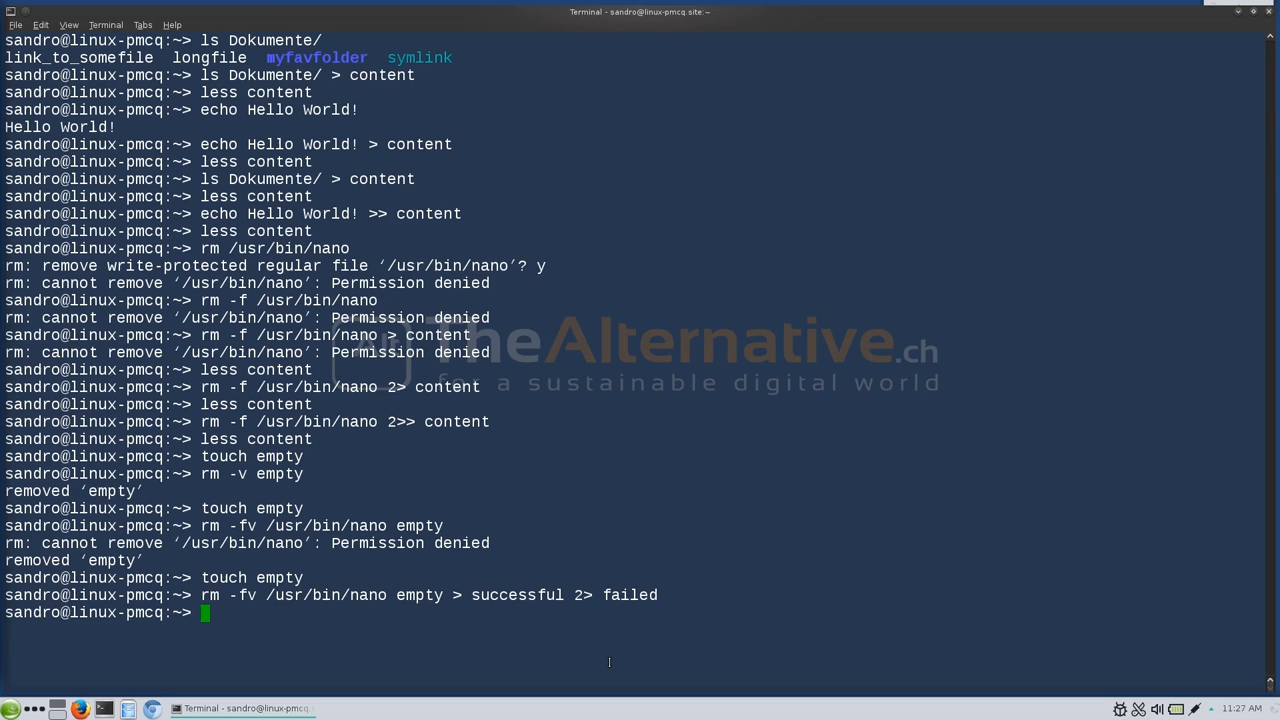 Terminal - sandro@linux-pmcq.site:~
File Edit View Terminal Tabs Help
sandro@linux-pmcq:~> ls Dokumente/
link_to_somefile longfile myfavfolder symlink
sandro@linux-pmcq:~> ls Dokumente/ > content
sandro@linux-pmcq:~> less content
sandro@linux-pmcq:~> echo Hello World!
Hello World!
sandro@linux-pmcq:~> echo Hello World! > content
sandro@linux-pmcq:~> less content
sandro@linux-pmcq:~> ls Dokumente/ > content
sandro@linux-pmcq:~> less content
sandro@linux-pmcq:~> echo Hello World! >> content
sandro@linux-pmcq:~> less content
sandro@linux-pmcq:~> rm /usr/bin/nano
rm: remove write-protected regular file ‘/usr/bin/nano’? y
rm: cannot remove ‘/usr/bin/nano’: Permission denied
sandro@linux-pmcq:~> rm -f /usr/bin/nano
rm: cannot remove ‘/usr/bin/nano’: Permission denied
sandro@linux-pmcq:~> rm -f /usr/bin/nano > content
rm: cannot remove ‘/usr/bin/nano’: Permission denied
sandro@linux-pmcq:~> less content
sandro@linux-pmcq:~> rm -f /usr/bin/nano 2> content
sandro@linux-pmcq:~> less content
sandro@linux-pmcq:~> rm -f /usr/bin/nano 2>> content
sandro@linux-pmcq:~> less content
sandro@linux-pmcq:~> touch empty
sandro@linux-pmcq:~> rm -v empty
removed ‘empty’
sandro@linux-pmcq:~> touch empty
sandro@linux-pmcq:~> rm -fv /usr/bin/nano empty
rm: cannot remove ‘/usr/bin/nano’: Permission denied
removed ‘empty’
sandro@linux-pmcq:~> touch empty
sandro@linux-pmcq:~> rm -fv /usr/bin/nano empty > successful 2> failed
sandro@linux-pmcq:~>
TheAlternative.ch
for a sustainable digital world
Terminal - sandro@linux-pmcq.
11:27 AM